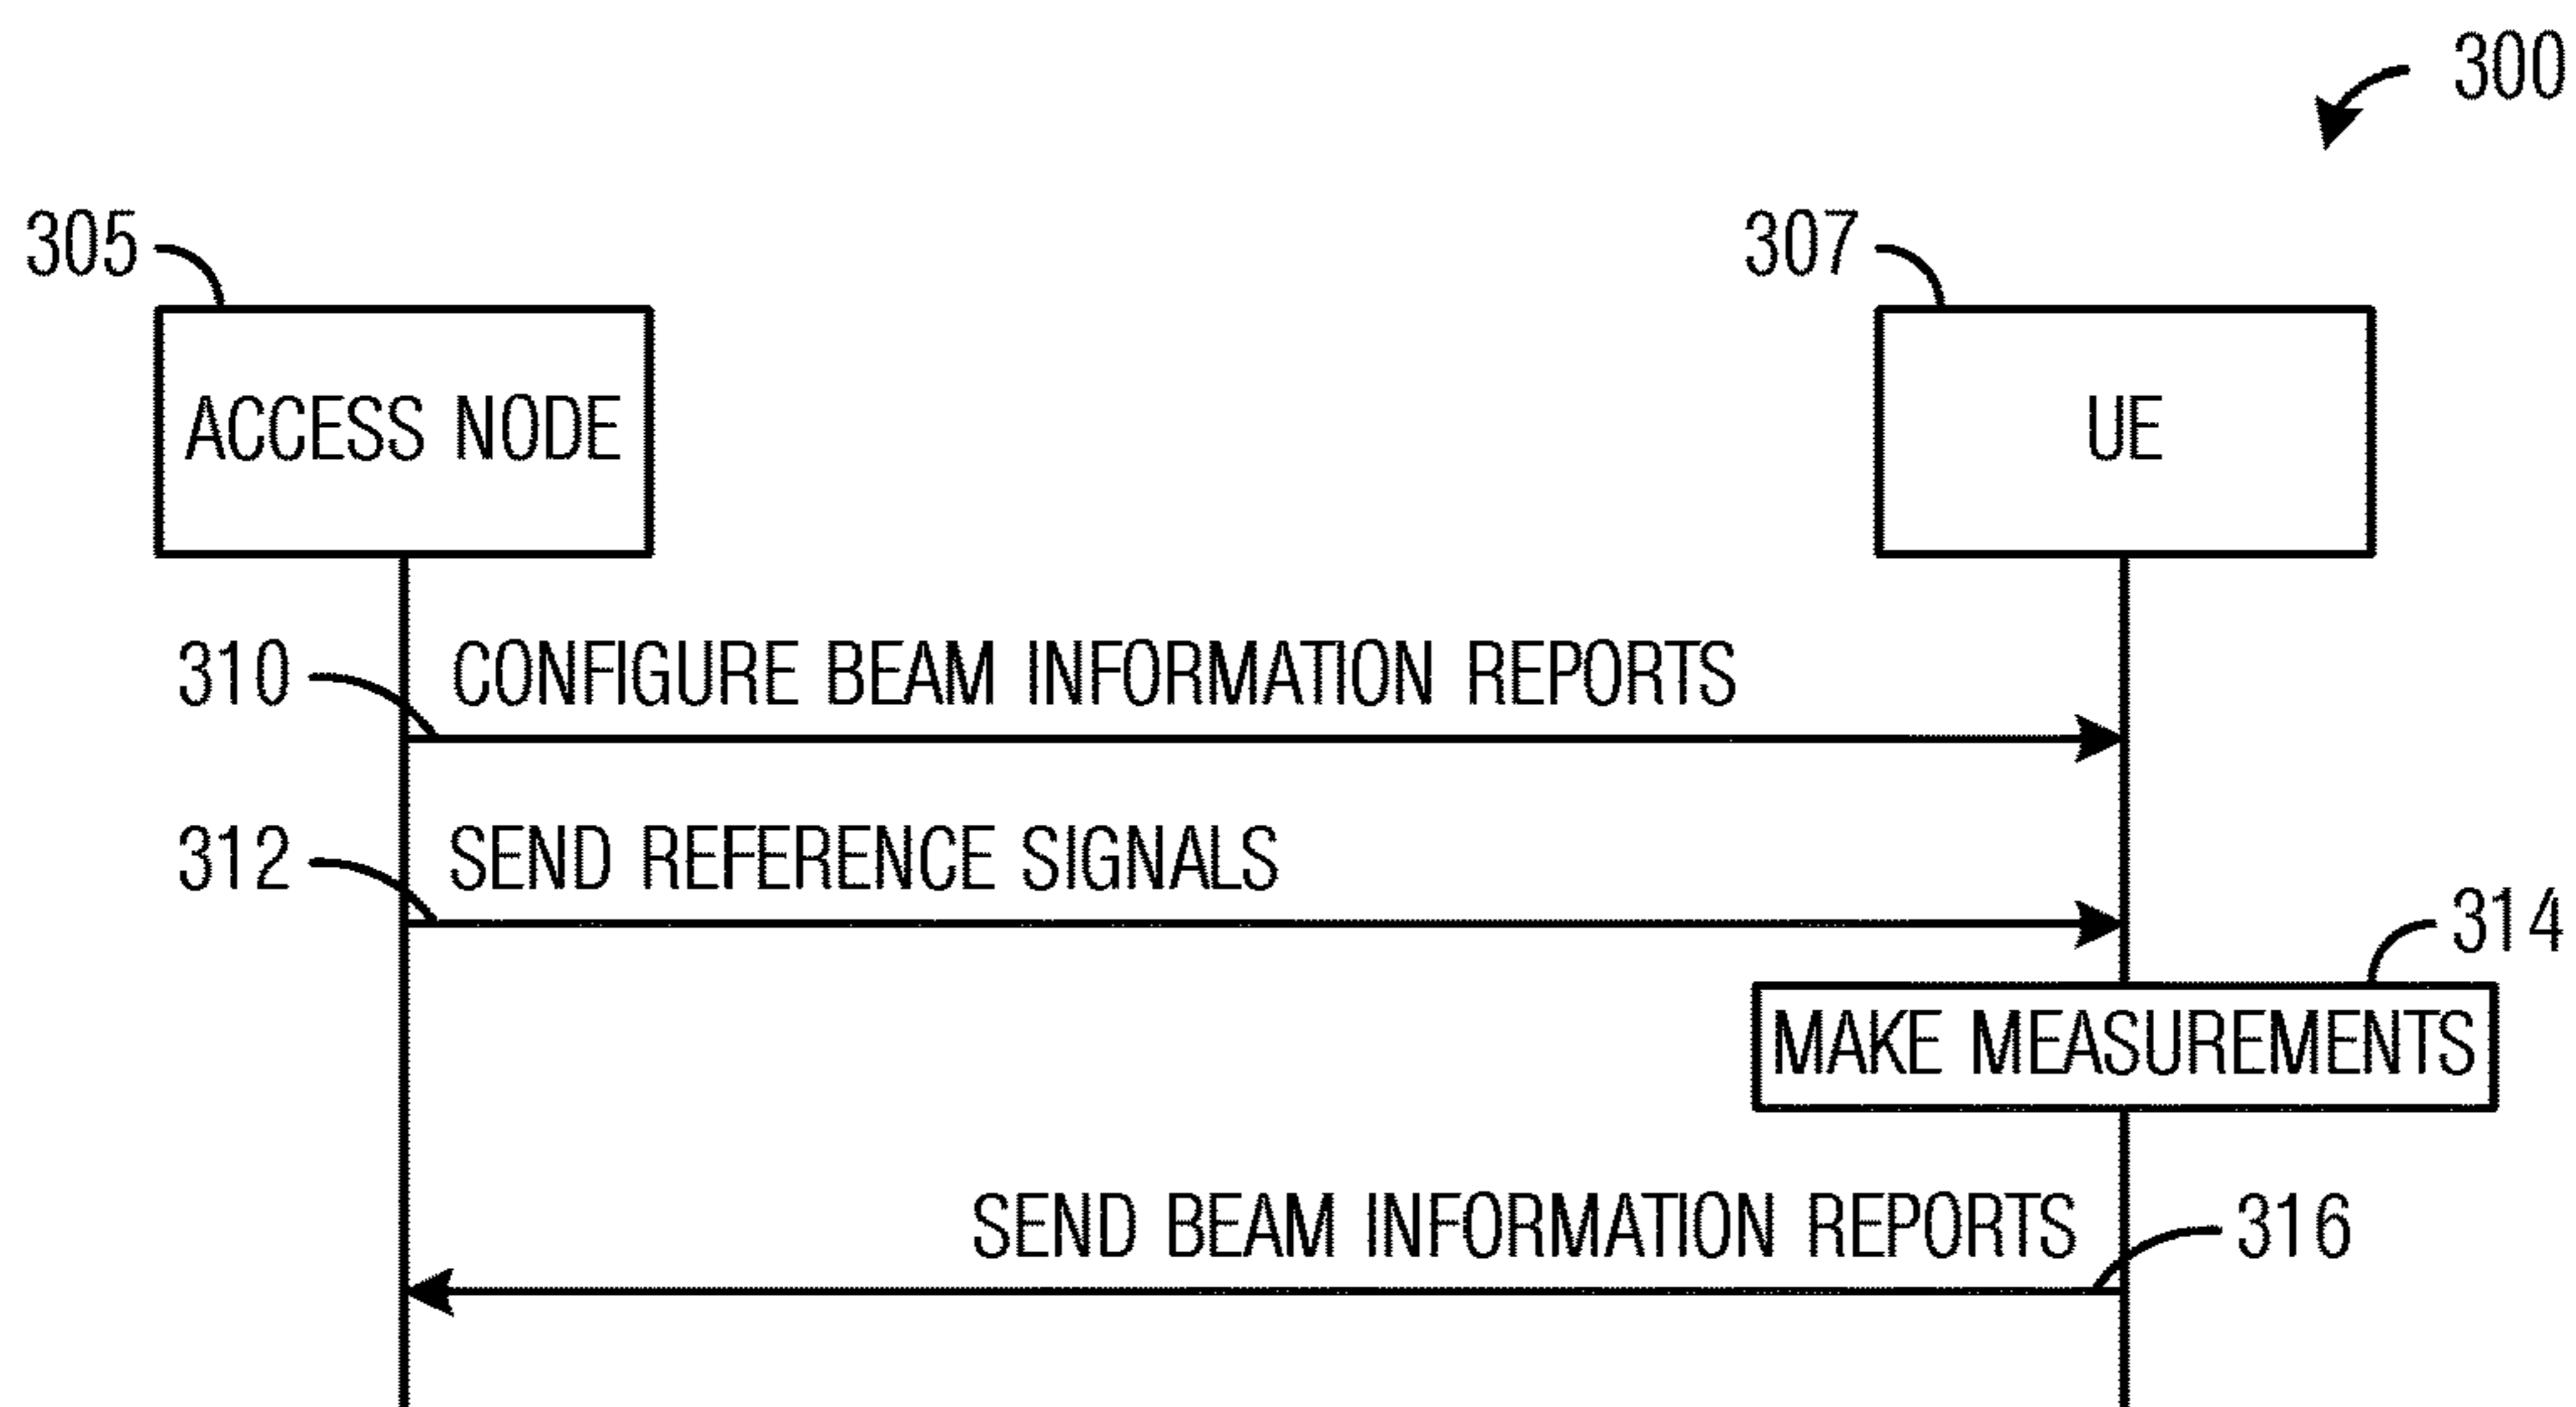 300
305
307
ACCESS NODE
UE
310
CONFIGURE BEAM INFORMATION REPORTS
312
SEND REFERENCE SIGNALS
314
MAKE MEASUREMENTS
SEND BEAM INFORMATION REPORTS
316